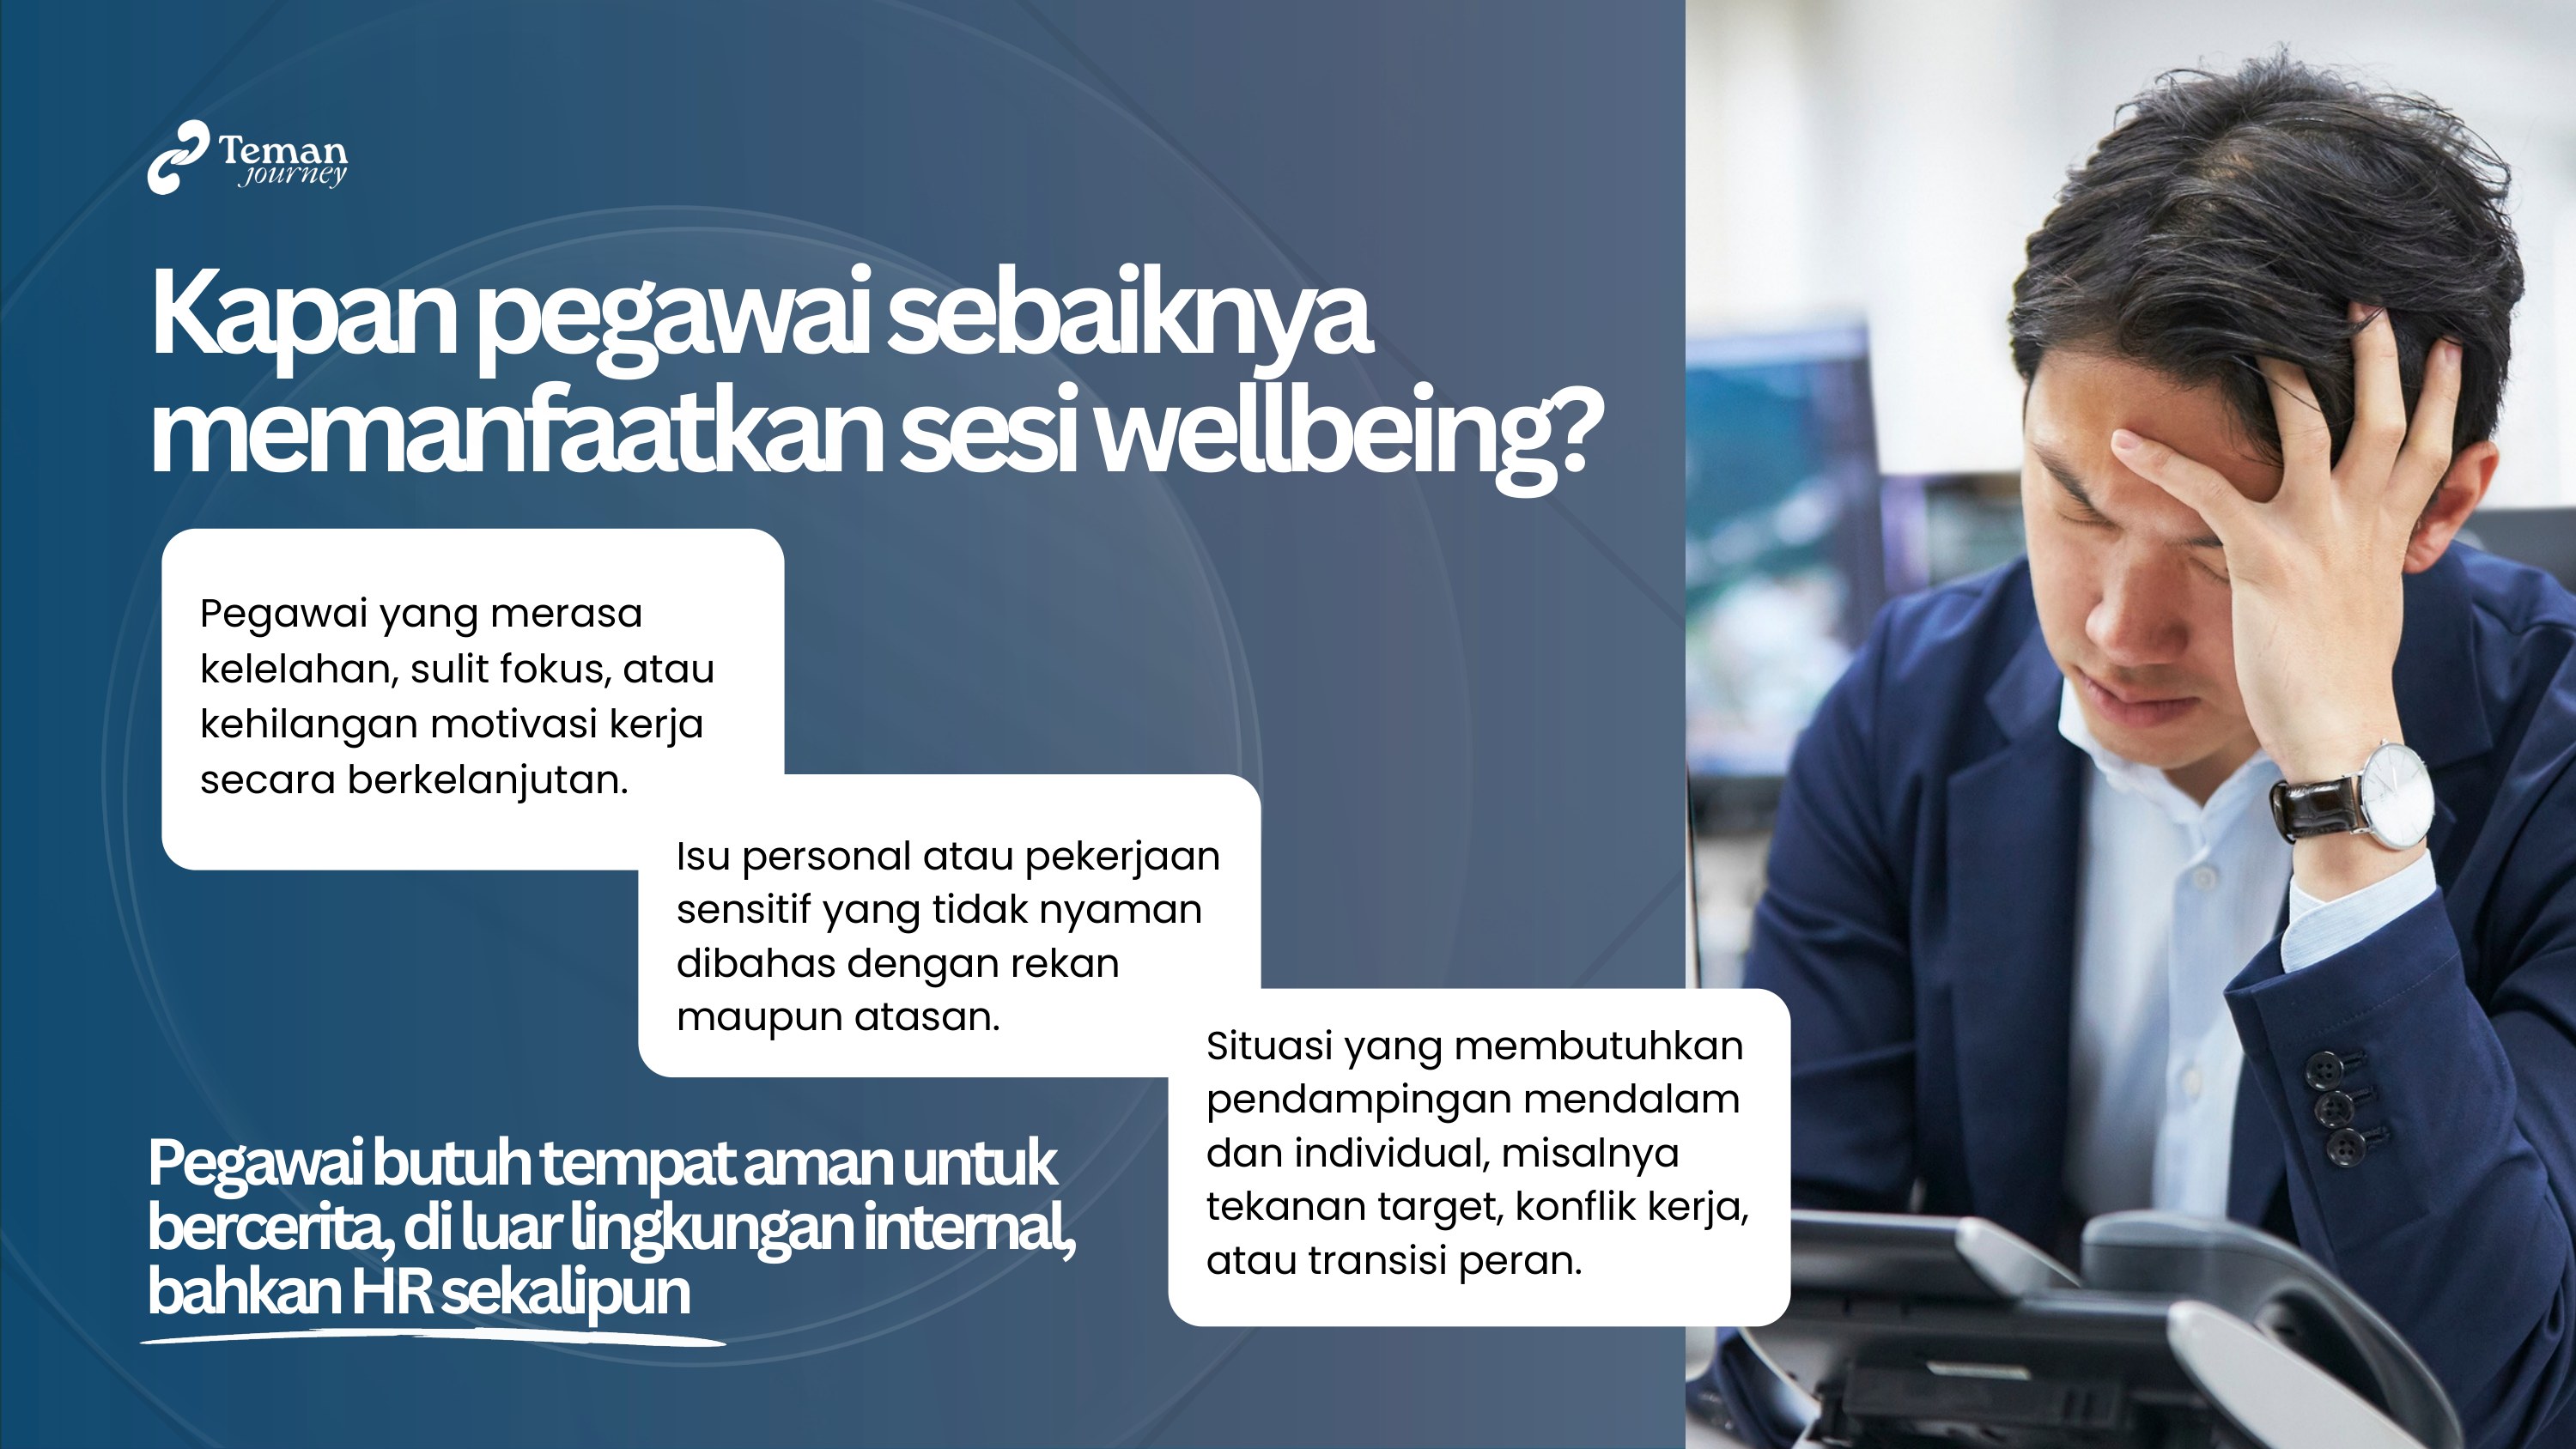 Teman
journey
Kapan pegawai sebaiknya
memanfaatkan sesi wellbeing?
Pegawai yang merasa
kelelahan, sulit fokus, atau
kehilangan motivasi kerja
secara berkelanjutan.
Isu personal atau pekerjaan
sensitif yang tidak nyaman
dibahas dengan rekan
maupun atasan.
Situasi yang membutuhkan
pendampingan mendalam
dan individual, misalnya
tekanan target, konflik kerja,
atau transisi peran.
Pegawai butuh tempat aman untuk
bercerita, di luar lingkungan internal,
bahkan HR sekalipun